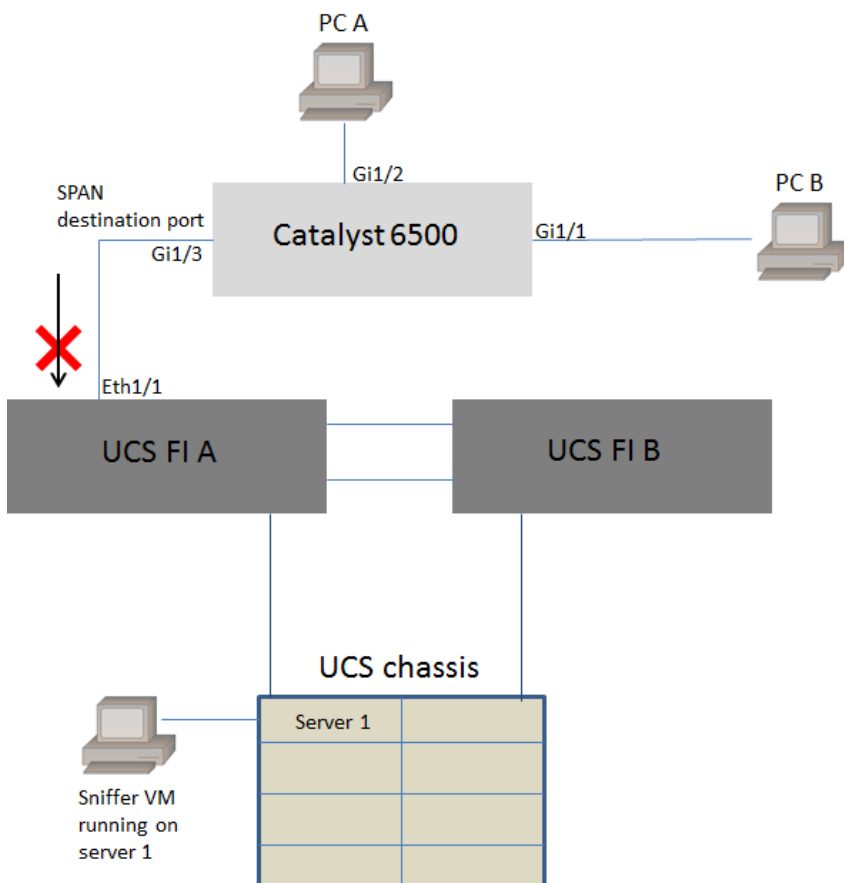 PC A
Gi1/2
SPAN
destination port
PC B
Catalyst 6500
Gi1/1
Gi1/3
Eth1/1
UCS FI A
UCS FI B
UCS chassis
Server 1
Sniffer VM
running on
server 1